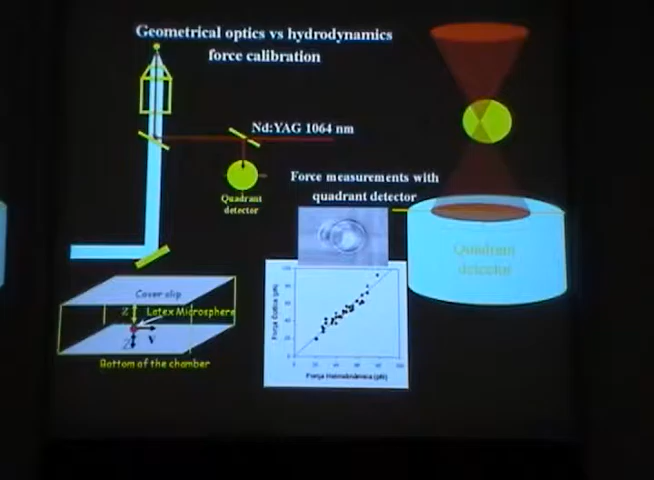 Geometrical optics vs hydrodynamics
force calibration
Nd:YAG 1064 nm
Quadrant
detector
Force measurements with
quadrant detector
Quadrant
detector
Cover slip
Z
Latex Microsphere
V
Z
Bottom of the chamber
Força Óptica (pN)
Força Hidrodinâmica (pN)